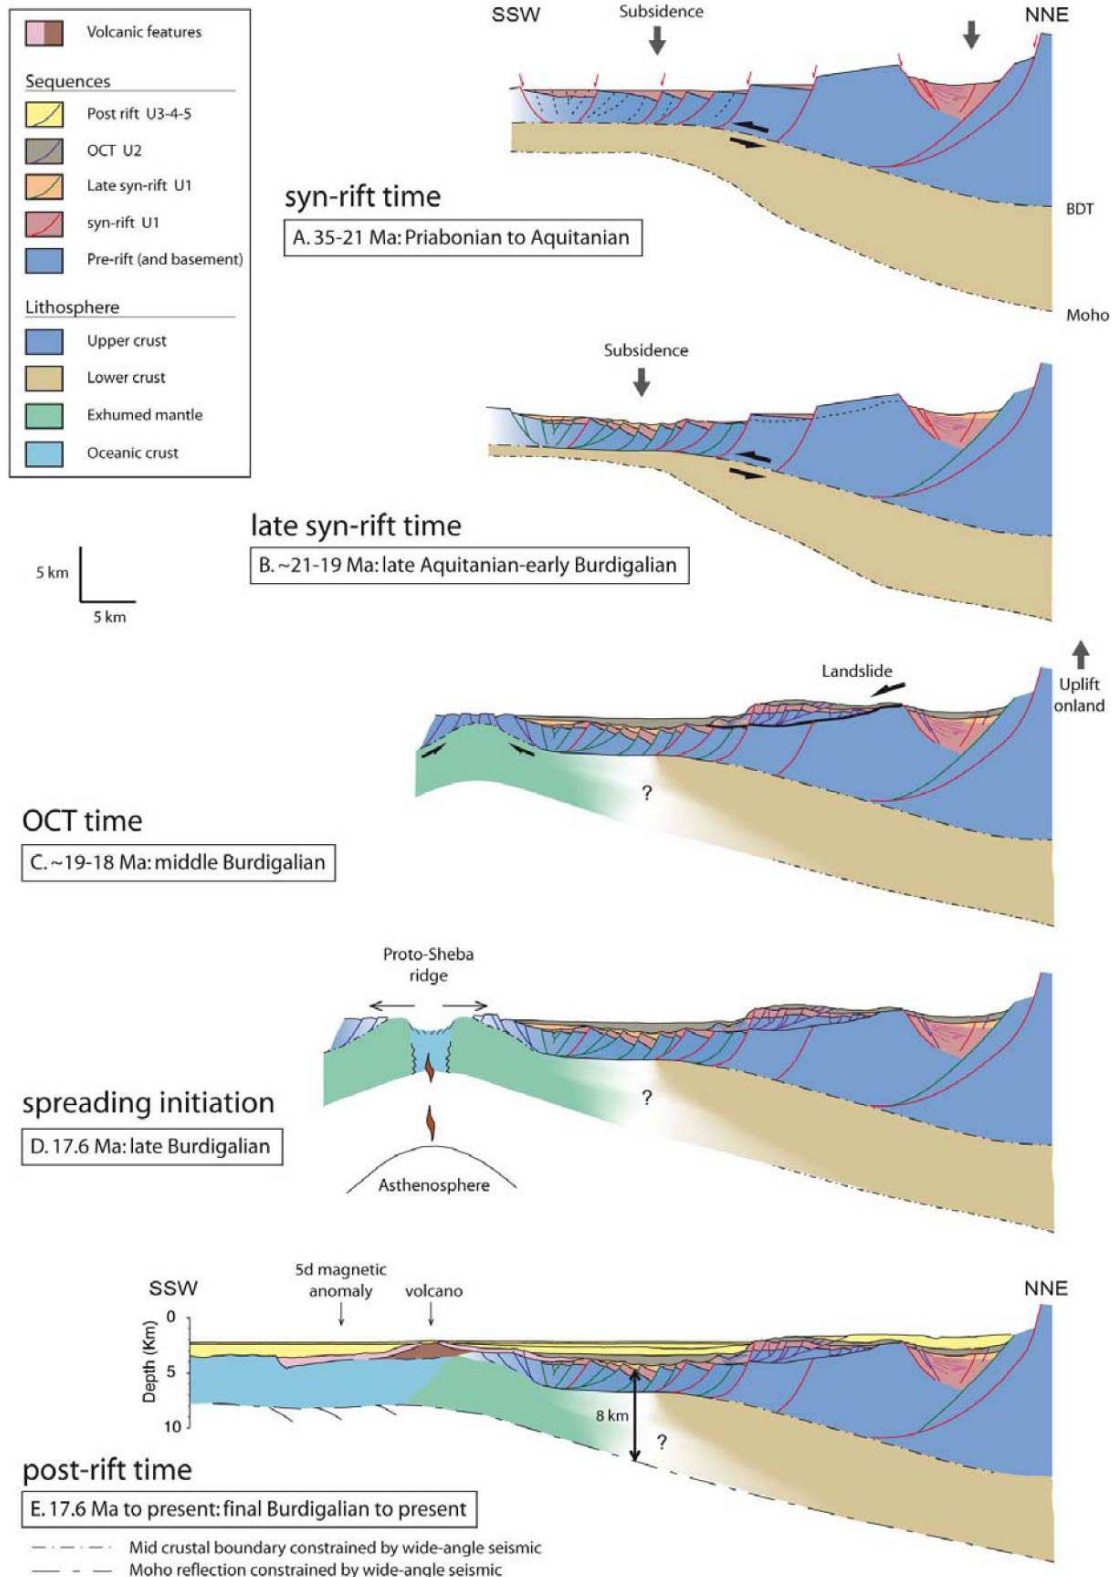 Volcanic features
Sequences
Post rift U3-4-5
OCT U2
Late syn-rift U1
syn-rift U1
Pre-rift (and basement)
Lithosphere
Upper crust
Lower crust
Exhumed mantle
Oceanic crust
5 km
5 km
SSW
Subsidence
NNE
BDT
Moho
syn-rift time
A. 35-21 Ma: Priabonian to Aquitanian
Subsidence
late syn-rift time
B. ~21-19 Ma: late Aquitanian-early Burdigalian
Landslide
Uplift
onland
?
OCT time
C. ~19-18 Ma: middle Burdigalian
Proto-Sheba
ridge
?
spreading initiation
D. 17.6 Ma: late Burdigalian
Asthenosphere
SSW
5d magnetic
anomaly
volcano
NNE
Depth (Km)
0
5
10
8 km
?
post-rift time
E. 17.6 Ma to present: final Burdigalian to present
Mid crustal boundary constrained by wide-angle seismic
Moho reflection constrained by wide-angle seismic